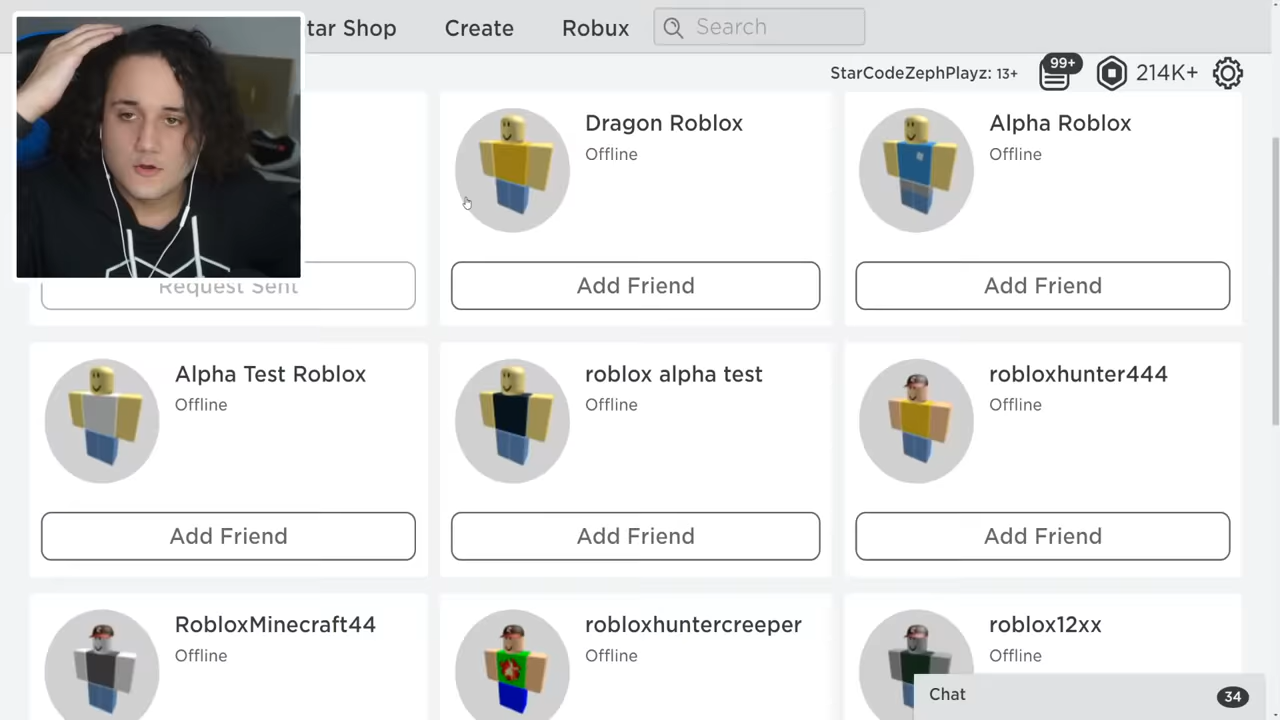 tar Shop
Create
Robux
Search
StarCodeZephPlayz: 13+
99+
214K+
Dragon Roblox
Offline
Alpha Roblox
Offline
Request Sent
Add Friend
Add Friend
Alpha Test Roblox
Offline
roblox alpha test
Offline
robloxhunter444
Offline
Add Friend
Add Friend
Add Friend
RobloxMinecraft44
Offline
robloxhuntercreeper
Offline
roblox12xx
Offline
Chat
34